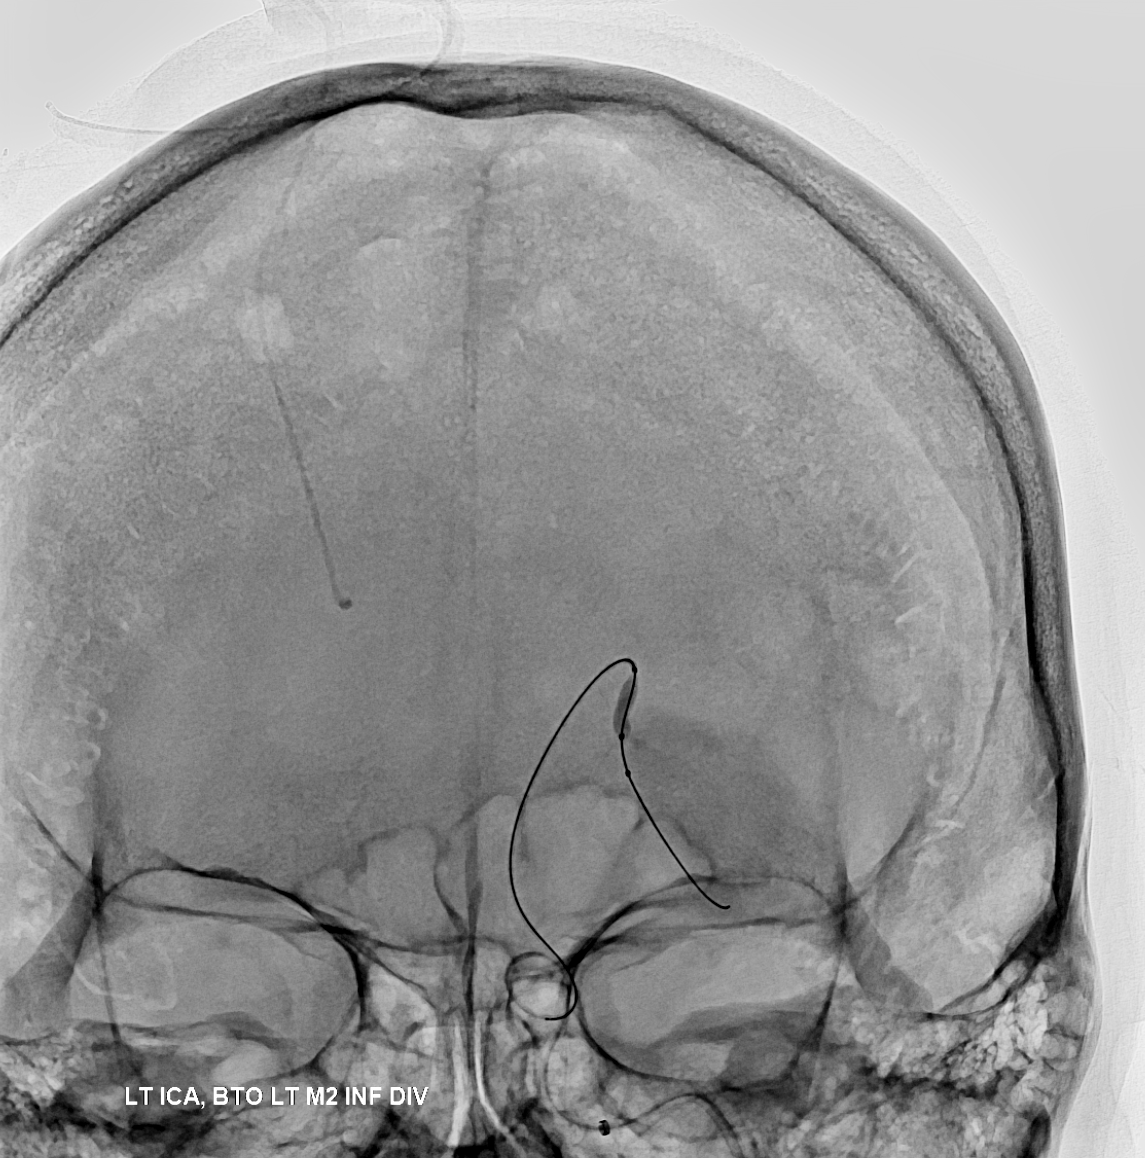 LT ICA, BTO LT M2 INF DIV